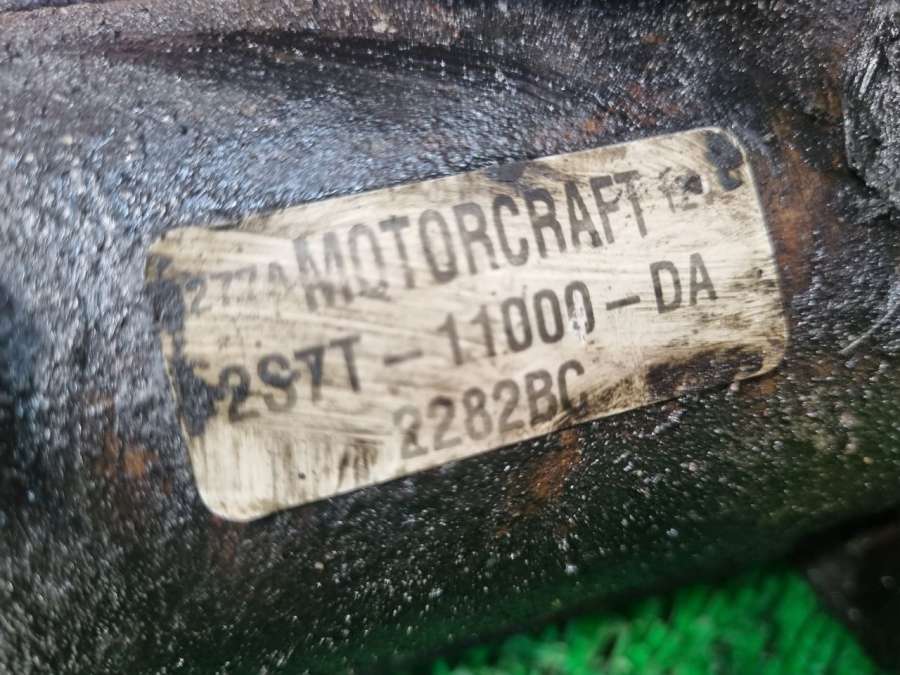 MOTORCRAFT
2S7T-11000-DA
2282BC